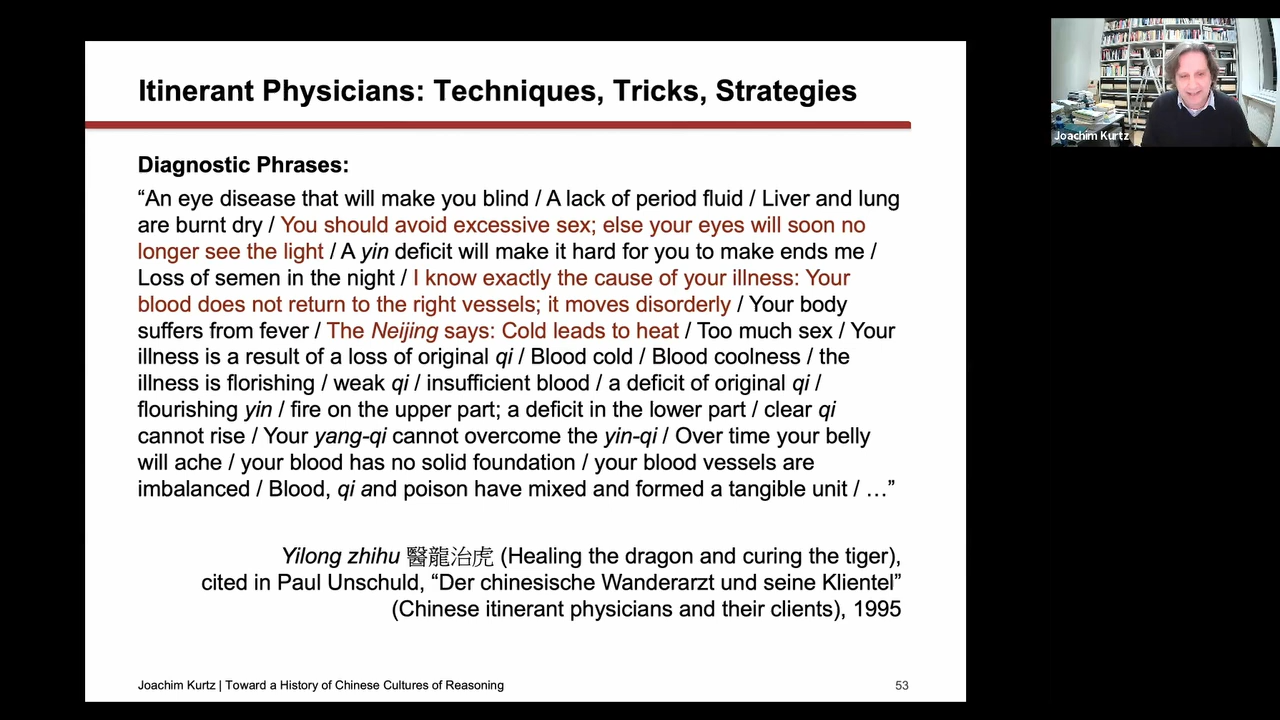 Itinerant Physicians: Techniques, Tricks, Strategies
Diagnostic Phrases:
“An eye disease that will make you blind / A lack of period fluid / Liver and lung
are burnt dry / You should avoid excessive sex; else your eyes will soon no
longer see the light / A yin deficit will make it hard for you to make ends me /
Loss of semen in the night / I know exactly the cause of your illness: Your
blood does not return to the right vessels; it moves disorderly / Your body
suffers from fever / The Neijing says: Cold leads to heat / Too much sex / Your
illness is a result of a loss of original qi / Blood cold / Blood coolness / the
illness is florishing / weak qi / insufficient blood / a deficit of original qi /
flourishing yin / fire on the upper part; a deficit in the lower part / clear qi
cannot rise / Your yang-qi cannot overcome the yin-qi / Over time your belly
will ache / your blood has no solid foundation / your blood vessels are
imbalanced / Blood, qi and poison have mixed and formed a tangible unit / …”
Yilong zhihu 醫龍治虎 (Healing the dragon and curing the tiger),
cited in Paul Unschuld, “Der chinesische Wanderarzt und seine Klientel”
(Chinese itinerant physicians and their clients), 1995
Joachim Kurtz | Toward a History of Chinese Cultures of Reasoning
53
Joachim Kurtz